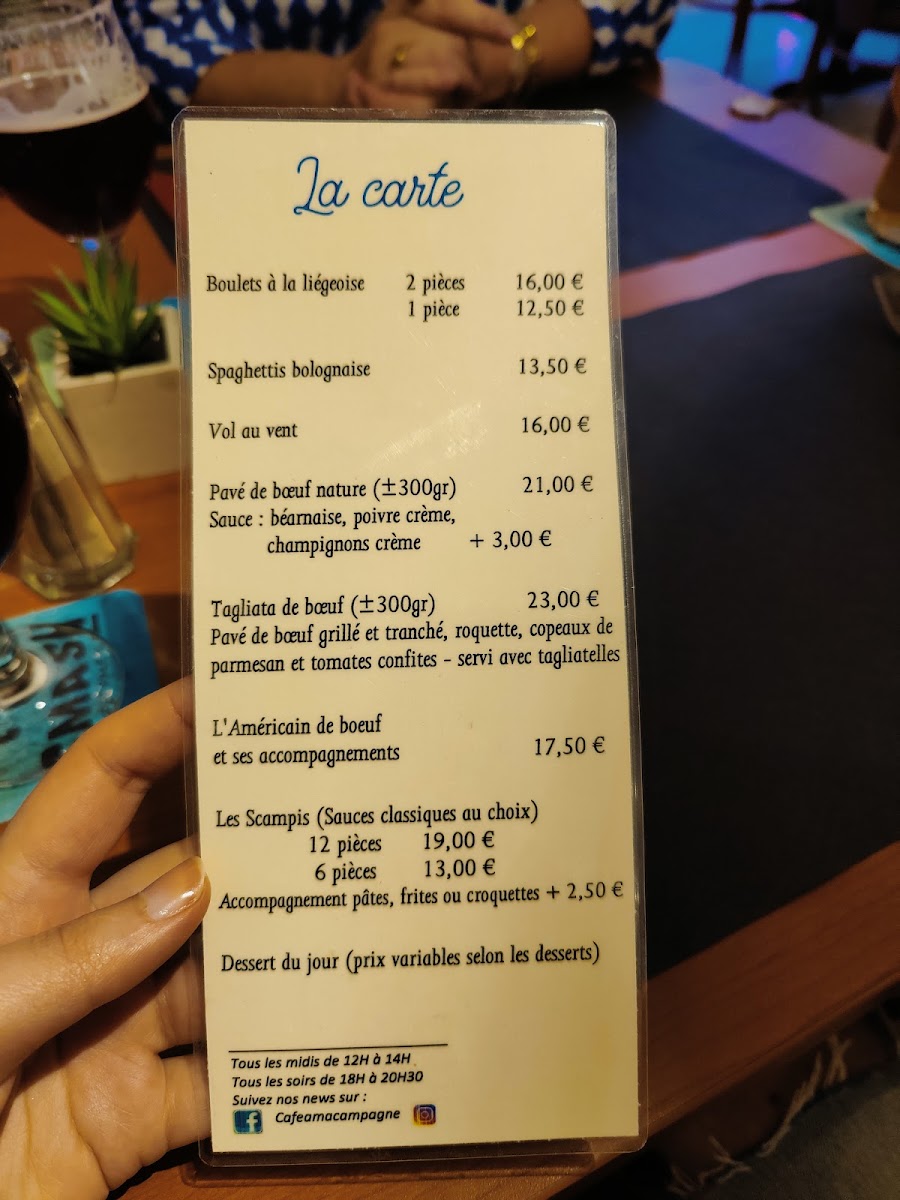 La carte
Boulets à la liégeoise 2 pièces 16,00 €
1 pièce 12,50 €
Spaghettis bolognaise 13,50 €
Vol au vent 16,00 €
Pavé de bœuf nature (±300gr) 21,00 €
Sauce : béarnaise, poivre crème,
champignons crème + 3,00 €
Tagliata de bœuf (±300gr) 23,00 €
Pavé de bœuf grillé et tranché, roquette, copeaux de
parmesan et tomates confites - servi avec tagliatelles
L'Américain de boeuf
et ses accompagnements 17,50 €
Les Scampis (Sauces classiques au choix)
12 pièces 19,00 €
6 pièces 13,00 €
Accompagnement pâtes, frites ou croquettes + 2,50 €
Dessert du jour (prix variables selon les desserts)
Tous les midis de 12H à 14H
Tous les soirs de 18H à 20H30
Suivez nos news sur :
f Cafeamacampagne